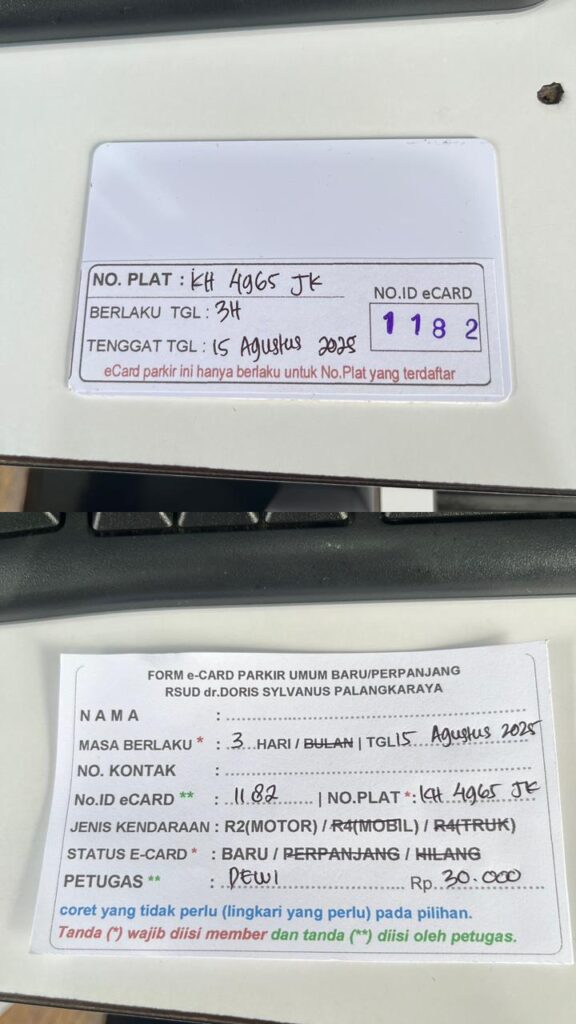 NO. PLAT : KH 4965 JK
BERLAKU TGL : 3H
TENGGAT TGL : 15 Agustus 2025
NO.ID eCARD
1182
eCard parkir ini hanya berlaku untuk No.Plat yang terdaftar
FORM e-CARD PARKIR UMUM BARU/PERPANJANG
RSUD dr.DORIS SYLVANUS PALANGKARAYA
NAMA :
MASA BERLAKU * : 3 HARI / BULAN | TGL 15 Agustus 2025
NO. KONTAK :
No.ID eCARD ** : 1182 | NO.PLAT *: KH 4965 JK
JENIS KENDARAAN : R2(MOTOR) / R4(MOBIL) / R4(TRUK)
STATUS E-CARD * : BARU / PERPANJANG / HILANG
PETUGAS ** : DEWI Rp. 30.000
coret yang tidak perlu (lingkari yang perlu) pada pilihan.
Tanda (*) wajib diisi member dan tanda (**) diisi oleh petugas.